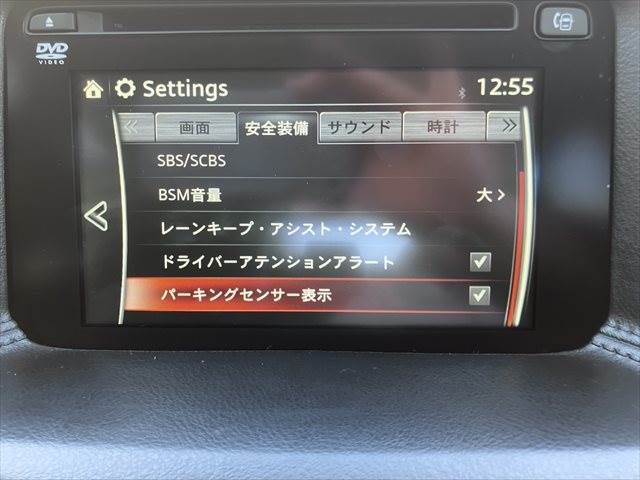 DVD
VIDEO
Settings
12:55
画面
安全装備
サウンド
時計
SBS/SCBS
BSM音量
大
レーンキープ・アシスト・システム
ドライバーアテンションアラート
パーキングセンサー表示